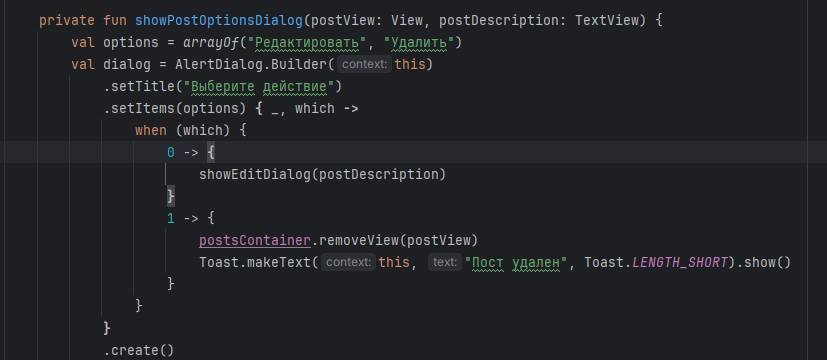 private fun showPostOptionsDialog(postView: View, postDescription: TextView) {
val options = arrayOf("Редактировать", "Удалить")
val dialog = AlertDialog.Builder( context: this)
.setTitle("Выберите действие")
.setItems(options) { _, which ->
when (which) {
0 -> {
showEditDialog(postDescription)
}
1 -> {
postsContainer.removeView(postView)
Toast.makeText( context: this, text: "Пост удален", Toast.LENGTH_SHORT).show()
}
}
}
.create()